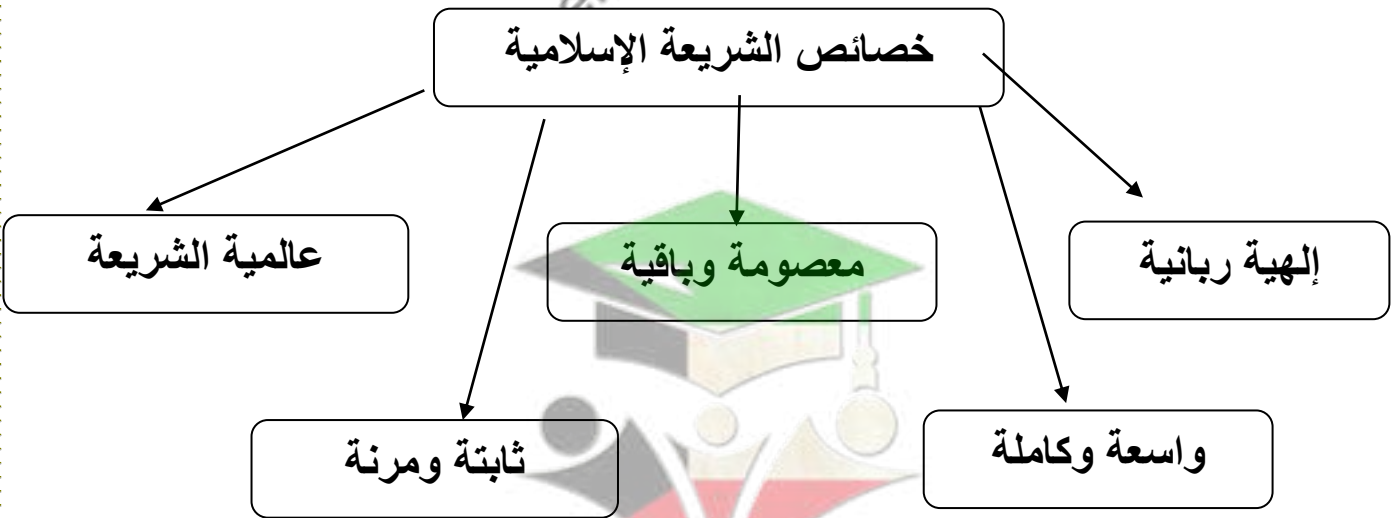 خصائص الشريعة الإسلامية
إلهية ربانية
معصومة وباقية
عالمية الشريعة
واسعة وكاملة
ثابتة ومرنة